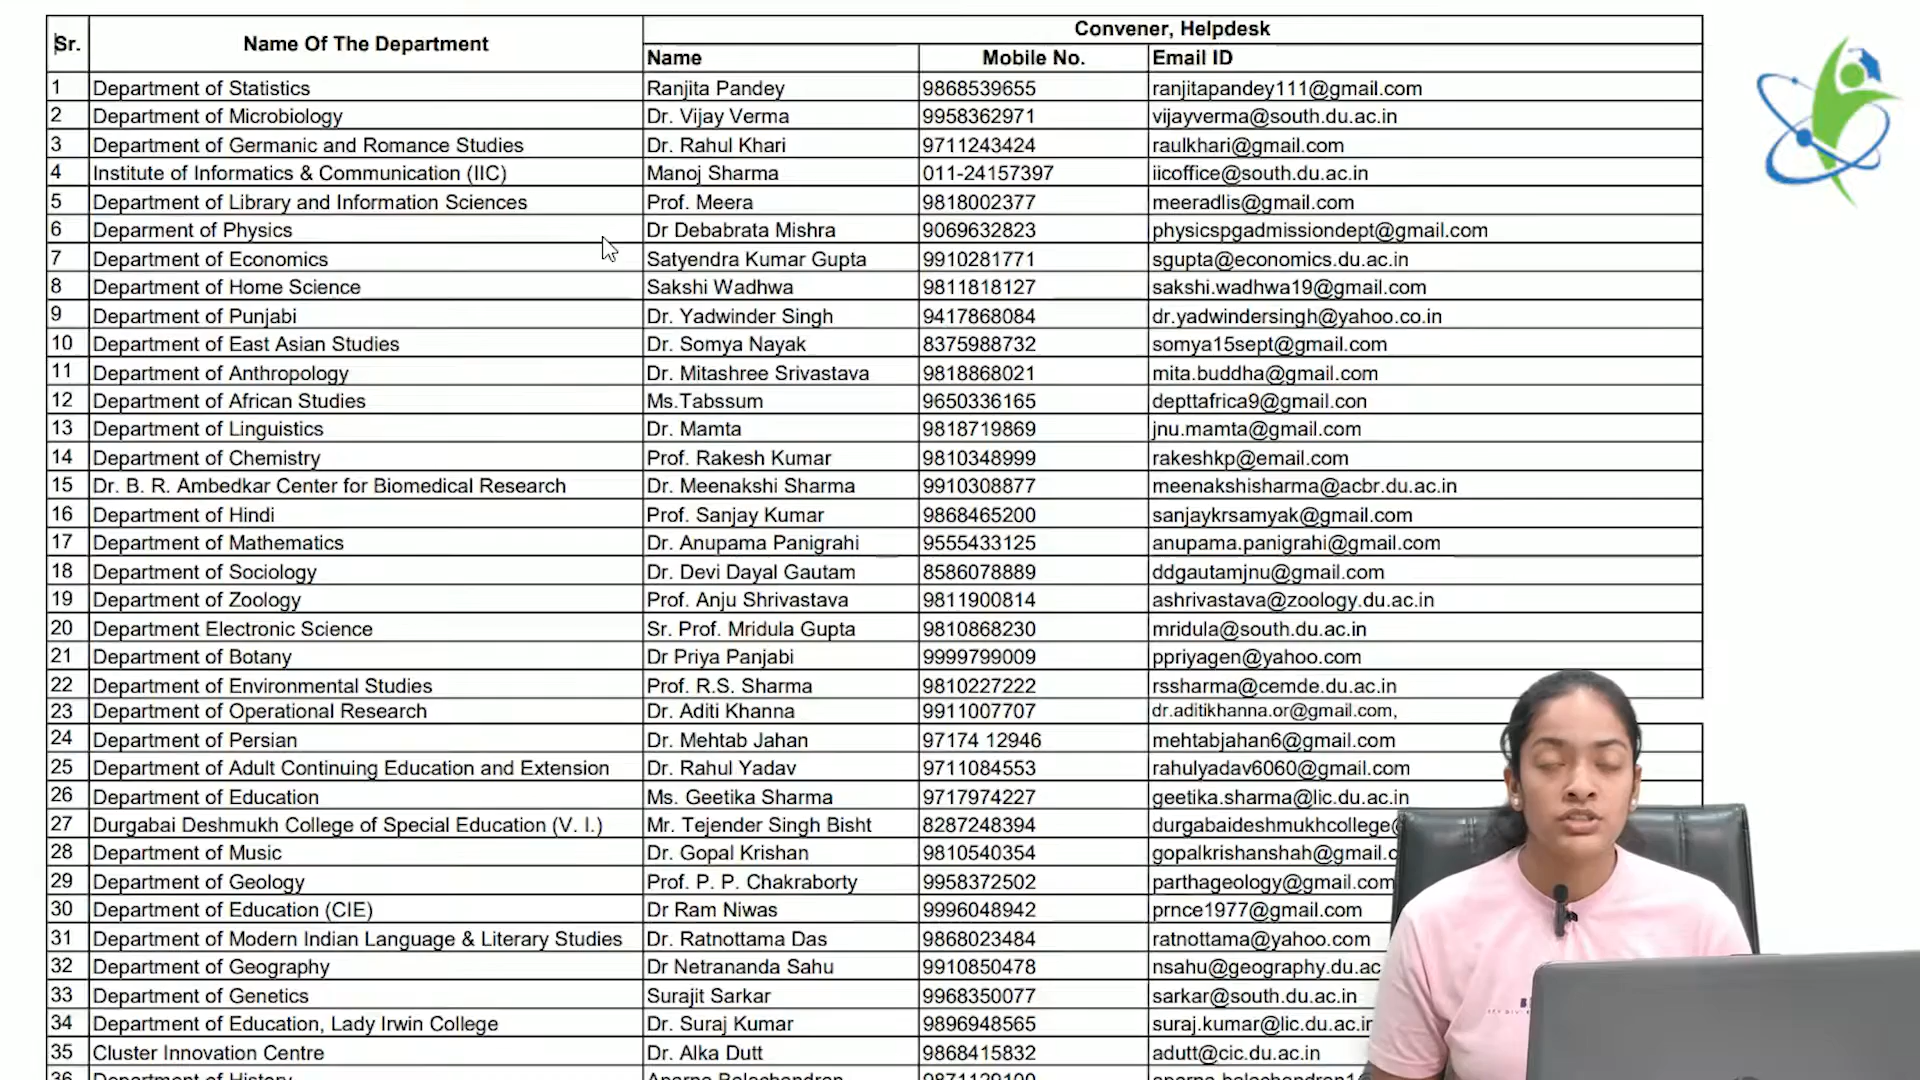 Sr. Name Of The Department Convener, Helpdesk
Name Mobile No. Email ID
1 Department of Statistics Ranjita Pandey 9868539655 ranjitapandey111@gmail.com
2 Department of Microbiology Dr. Vijay Verma 9958362971 vijayverma@south.du.ac.in
3 Department of Germanic and Romance Studies Dr. Rahul Khari 9711243424 raulkhari@gmail.com
4 Institute of Informatics & Communication (IIC) Manoj Sharma 011-24157397 iicoffice@south.du.ac.in
5 Department of Library and Information Sciences Prof. Meera 9818002377 meeradlis@gmail.com
6 Deparment of Physics Dr Debabrata Mishra 9069632823 physicspgadmissiondept@gmail.com
7 Department of Economics Satyendra Kumar Gupta 9910281771 sgupta@economics.du.ac.in
8 Department of Home Science Sakshi Wadhwa 9811818127 sakshi.wadhwa19@gmail.com
9 Department of Punjabi Dr. Yadwinder Singh 9417868084 dr.yadwindersingh@yahoo.co.in
10 Department of East Asian Studies Dr. Somya Nayak 8375988732 somya15sept@gmail.com
11 Department of Anthropology Dr. Mitashree Srivastava 9818868021 mita.buddha@gmail.com
12 Department of African Studies Ms.Tabssum 9650336165 depttafrica9@gmail.con
13 Department of Linguistics Dr. Mamta 9818719869 jnu.mamta@gmail.com
14 Department of Chemistry Prof. Rakesh Kumar 9810348999 rakeshkp@email.com
15 Dr. B. R. Ambedkar Center for Biomedical Research Dr. Meenakshi Sharma 9910308877 meenakshisharma@acbr.du.ac.in
16 Department of Hindi Prof. Sanjay Kumar 9868465200 sanjaykrsamyak@gmail.com
17 Department of Mathematics Dr. Anupama Panigrahi 9555433125 anupama.panigrahi@gmail.com
18 Department of Sociology Dr. Devi Dayal Gautam 8586078889 ddgautamjnu@gmail.com
19 Department of Zoology Prof. Anju Shrivastava 9811900814 ashrivastava@zoology.du.ac.in
20 Department Electronic Science Sr. Prof. Mridula Gupta 9810868230 mridula@south.du.ac.in
21 Department of Botany Dr Priya Panjabi 9999799009 ppriyagen@yahoo.com
22 Department of Environmental Studies Prof. R.S. Sharma 9810227222 rssharma@cemde.du.ac.in
23 Department of Operational Research Dr. Aditi Khanna 9911007707 dr.aditikhanna.or@gmail.com,
24 Department of Persian Dr. Mehtab Jahan 97174 12946 mehtabjahan6@gmail.com
25 Department of Adult Continuing Education and Extension Dr. Rahul Yadav 9711084553 rahulyadav6060@gmail.com
26 Department of Education Ms. Geetika Sharma 9717974227 geetika.sharma@lic.du.ac.in
27 Durgabai Deshmukh College of Special Education (V. I.) Mr. Tejender Singh Bisht 8287248394 durgabaideshmukhcollege@
28 Department of Music Dr. Gopal Krishan 9810540354 gopalkrishanshah@gmail.c
29 Department of Geology Prof. P. P. Chakraborty 9958372502 parthageology@gmail.com
30 Department of Education (CIE) Dr Ram Niwas 9996048942 prnce1977@gmail.com
31 Department of Modern Indian Language & Literary Studies Dr. Ratnottama Das 9868023484 ratnottama@yahoo.com
32 Department of Geography Dr Netrananda Sahu 9910850478 nsahu@geography.du.ac
33 Department of Genetics Surajit Sarkar 9968350077 sarkar@south.du.ac.in
34 Department of Education, Lady Irwin College Dr. Suraj Kumar 9896948565 suraj.kumar@lic.du.ac.in
35 Cluster Innovation Centre Dr. Alka Dutt 9868415832 adutt@cic.du.ac.in
36 Department of History Aparna Balachandran 9871129100